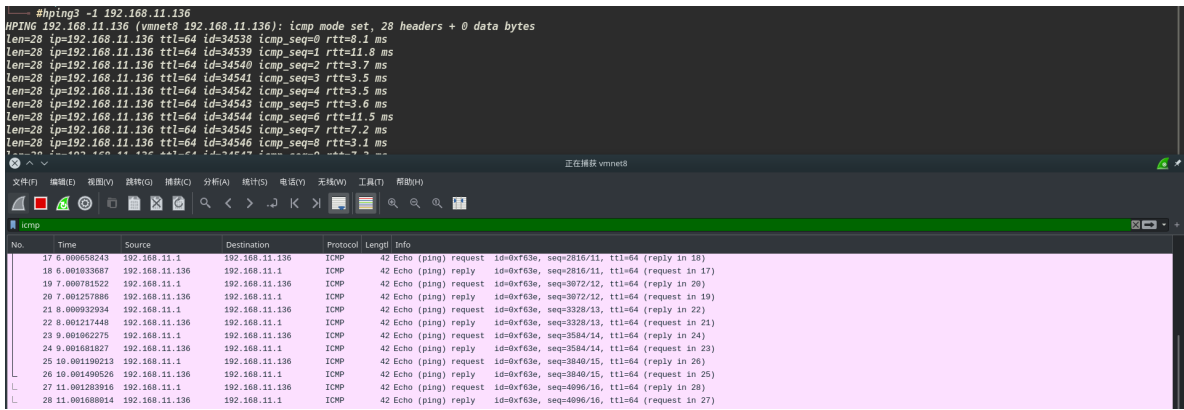 #hping3 -1 192.168.11.136
HPING 192.168.11.136 (vmnet8 192.168.11.136): icmp mode set, 28 headers + 0 data bytes
len=28 ip=192.168.11.136 ttl=64 id=34538 icmp_seq=0 rtt=8.1 ms
len=28 ip=192.168.11.136 ttl=64 id=34539 icmp_seq=1 rtt=11.8 ms
len=28 ip=192.168.11.136 ttl=64 id=34540 icmp_seq=2 rtt=3.7 ms
len=28 ip=192.168.11.136 ttl=64 id=34541 icmp_seq=3 rtt=3.5 ms
len=28 ip=192.168.11.136 ttl=64 id=34542 icmp_seq=4 rtt=3.5 ms
len=28 ip=192.168.11.136 ttl=64 id=34543 icmp_seq=5 rtt=3.6 ms
len=28 ip=192.168.11.136 ttl=64 id=34544 icmp_seq=6 rtt=11.5 ms
len=28 ip=192.168.11.136 ttl=64 id=34545 icmp_seq=7 rtt=7.2 ms
len=28 ip=192.168.11.136 ttl=64 id=34546 icmp_seq=8 rtt=3.1 ms
正在捕获 vmnet8
文件(F) 编辑(E) 视图(V) 跳转(G) 捕获(C) 分析(A) 统计(S) 电话(Y) 无线(W) 工具(T) 帮助(H)
icmp
No. Time Source Destination Protocol Lengtl Info
17 6.000658243 192.168.11.1 192.168.11.136 ICMP 42 Echo (ping) request id=0xf63e, seq=2816/11, ttl=64 (reply in 18)
18 6.001033687 192.168.11.136 192.168.11.1 ICMP 42 Echo (ping) reply id=0xf63e, seq=2816/11, ttl=64 (request in 17)
19 7.000781522 192.168.11.1 192.168.11.136 ICMP 42 Echo (ping) request id=0xf63e, seq=3072/12, ttl=64 (reply in 20)
20 7.001257886 192.168.11.136 192.168.11.1 ICMP 42 Echo (ping) reply id=0xf63e, seq=3072/12, ttl=64 (request in 19)
21 8.000932934 192.168.11.1 192.168.11.136 ICMP 42 Echo (ping) request id=0xf63e, seq=3328/13, ttl=64 (reply in 22)
22 8.001217448 192.168.11.136 192.168.11.1 ICMP 42 Echo (ping) reply id=0xf63e, seq=3328/13, ttl=64 (request in 21)
23 9.001062275 192.168.11.1 192.168.11.136 ICMP 42 Echo (ping) request id=0xf63e, seq=3584/14, ttl=64 (reply in 24)
24 9.001681827 192.168.11.136 192.168.11.1 ICMP 42 Echo (ping) reply id=0xf63e, seq=3584/14, ttl=64 (request in 23)
25 10.001190213 192.168.11.1 192.168.11.136 ICMP 42 Echo (ping) request id=0xf63e, seq=3840/15, ttl=64 (reply in 26)
26 10.001490526 192.168.11.136 192.168.11.1 ICMP 42 Echo (ping) reply id=0xf63e, seq=3840/15, ttl=64 (request in 25)
27 11.001283916 192.168.11.1 192.168.11.136 ICMP 42 Echo (ping) request id=0xf63e, seq=4096/16, ttl=64 (reply in 28)
28 11.001688014 192.168.11.136 192.168.11.1 ICMP 42 Echo (ping) reply id=0xf63e, seq=4096/16, ttl=64 (request in 27)